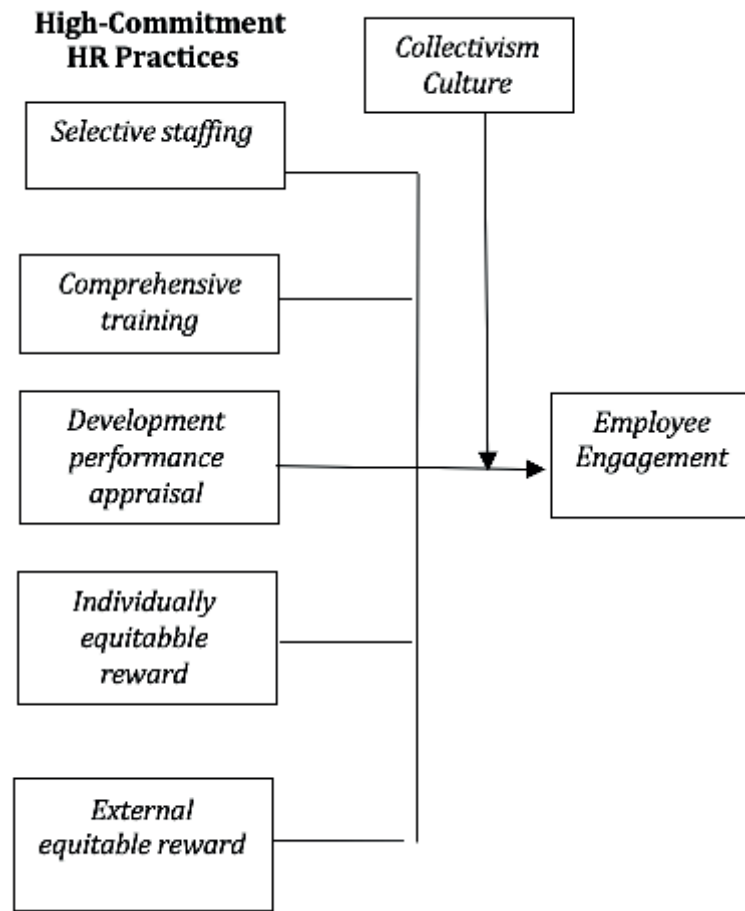 High-Commitment
HR Practices
Collectivism
Culture
Selective staffing
Comprehensive
training
Development
performance
appraisal
Employee
Engagement
Individually
equitabble
reward
External
equitable reward